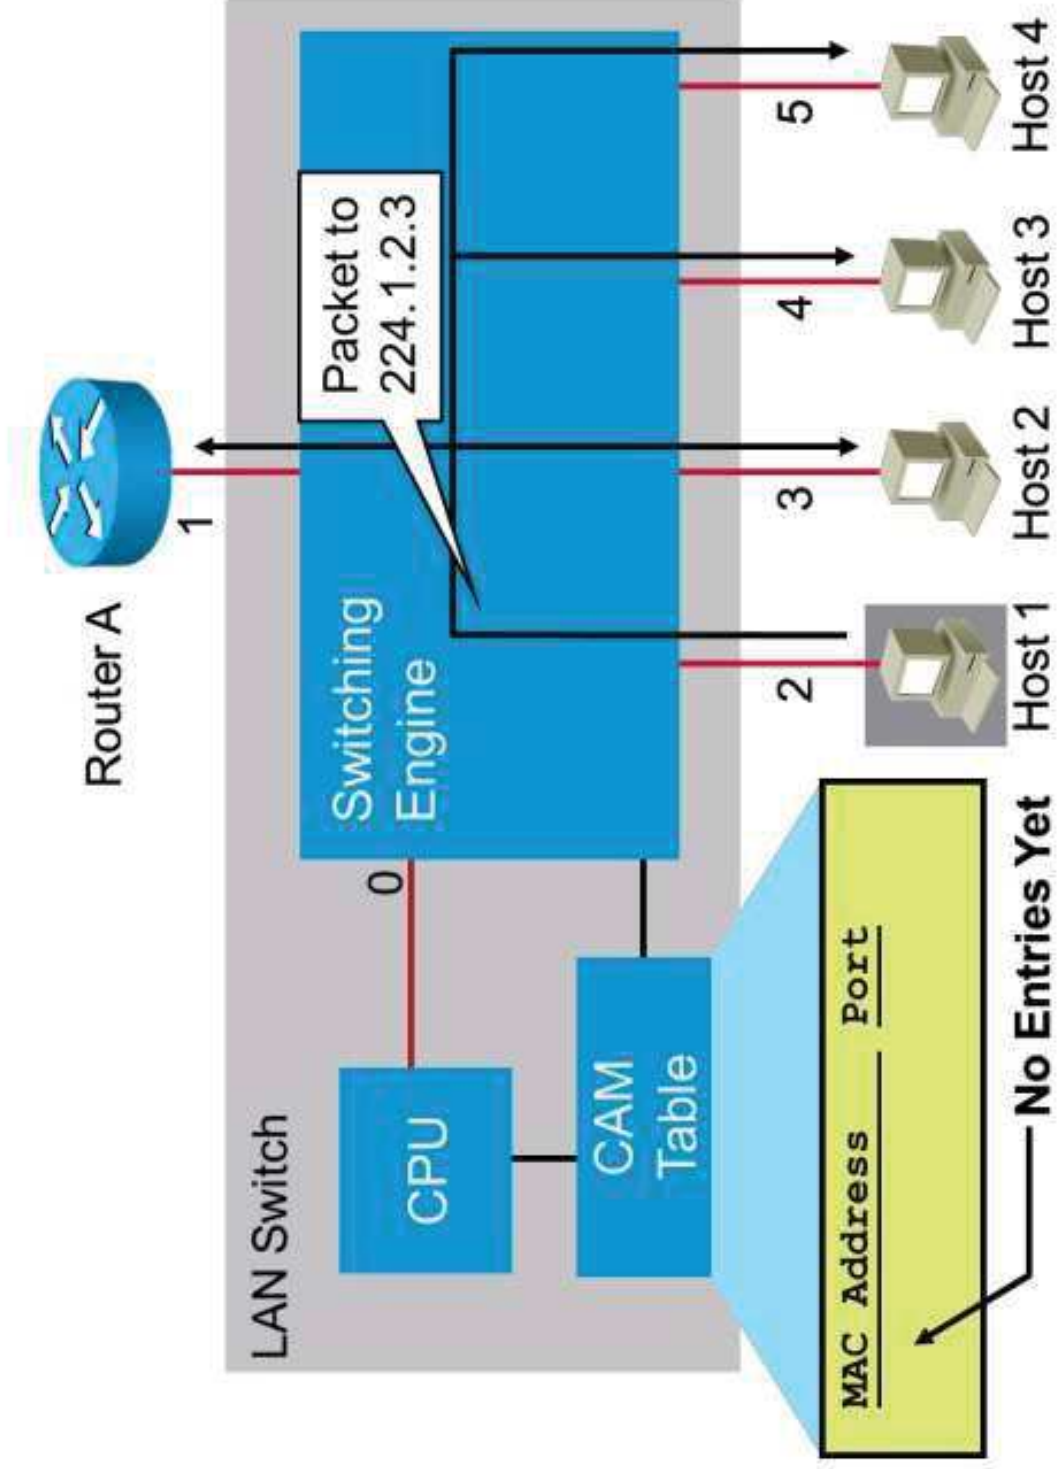 Router A
1
LAN Switch
CPU
0
Switching
Engine
Packet to
224.1.2.3
CAM
Table
2
3
4
5
MAC Address Port
Host 1
Host 2
Host 3
Host 4
No Entries Yet